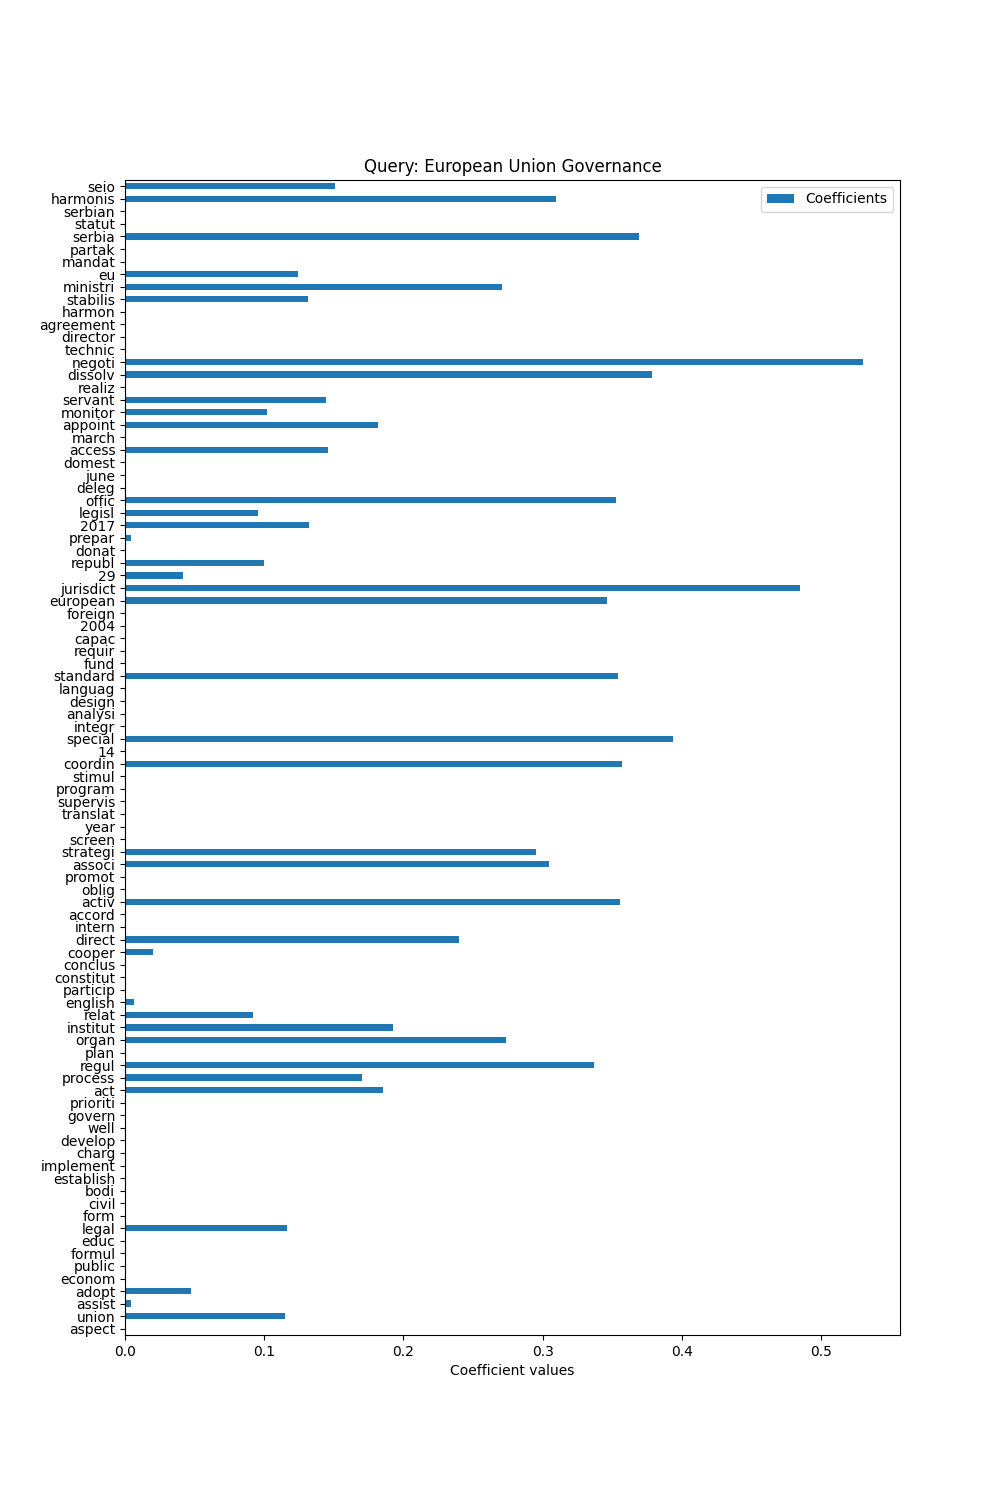 Query: European Union Governance
Coefficients
seio
harmonis
serbian
statut
serbia
partak
mandat
eu
ministri
stabilis
harmon
agreement
director
technic
negoti
dissolv
realiz
servant
monitor
appoint
march
access
domest
june
deleg
offic
legisl
2017
prepar
donat
republ
29
jurisdict
european
foreign
2004
capac
requir
fund
standard
languag
design
analysi
integr
special
14
coordin
stimul
program
supervis
translat
year
screen
strategi
associ
promot
oblig
activ
accord
intern
direct
cooper
conclus
constitut
particip
english
relat
institut
organ
plan
regul
process
act
prioriti
govern
well
develop
charg
implement
establish
bodi
civil
form
legal
educ
formul
public
econom
adopt
assist
union
aspect
0.0 0.1 0.2 0.3 0.4 0.5
Coefficient values